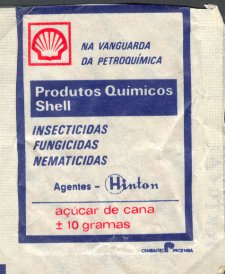 NA VANGUARDA
DA PETROQUÍMICA
Produtos Químicos
Shell
INSECTICIDAS
FUNGICIDAS
NEMATICIDAS
Agentes - Hinton
açúcar de cana
± 10 gramas